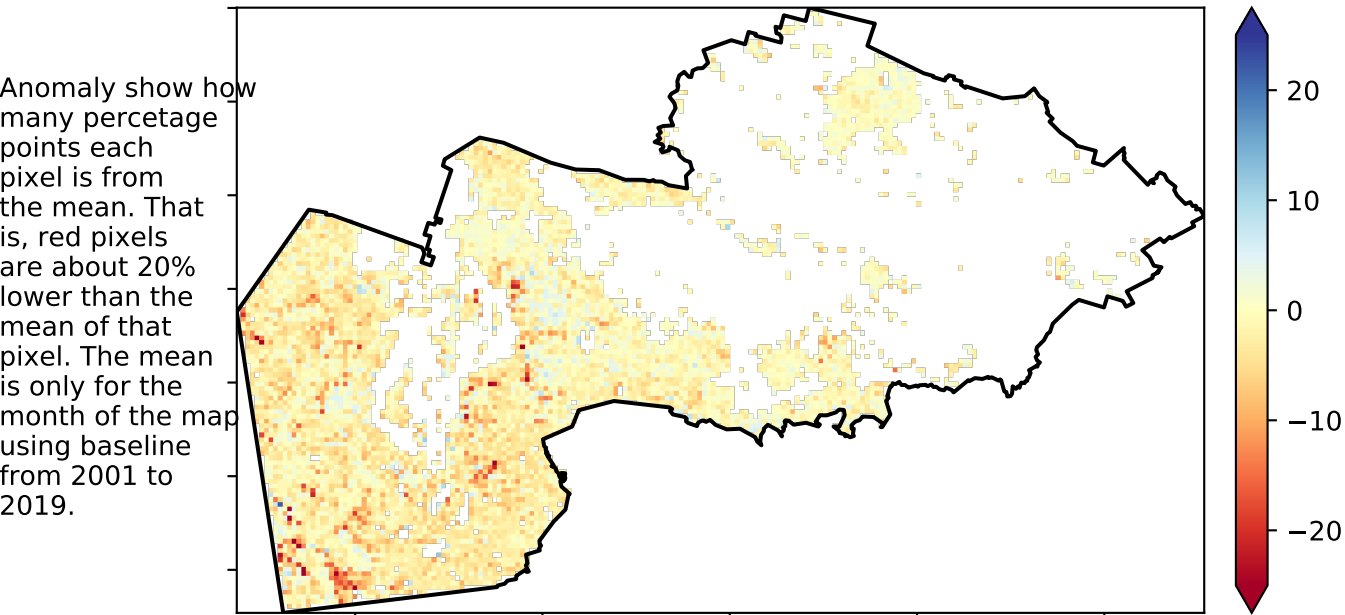 Anomaly show how
many percetage
points each
pixel is from
the mean. That
is, red pixels
are about 20%
lower than the
mean of that
pixel. The mean
is only for the
month of the map
using baseline
from 2001 to
2019.
20
10
0
−10
−20